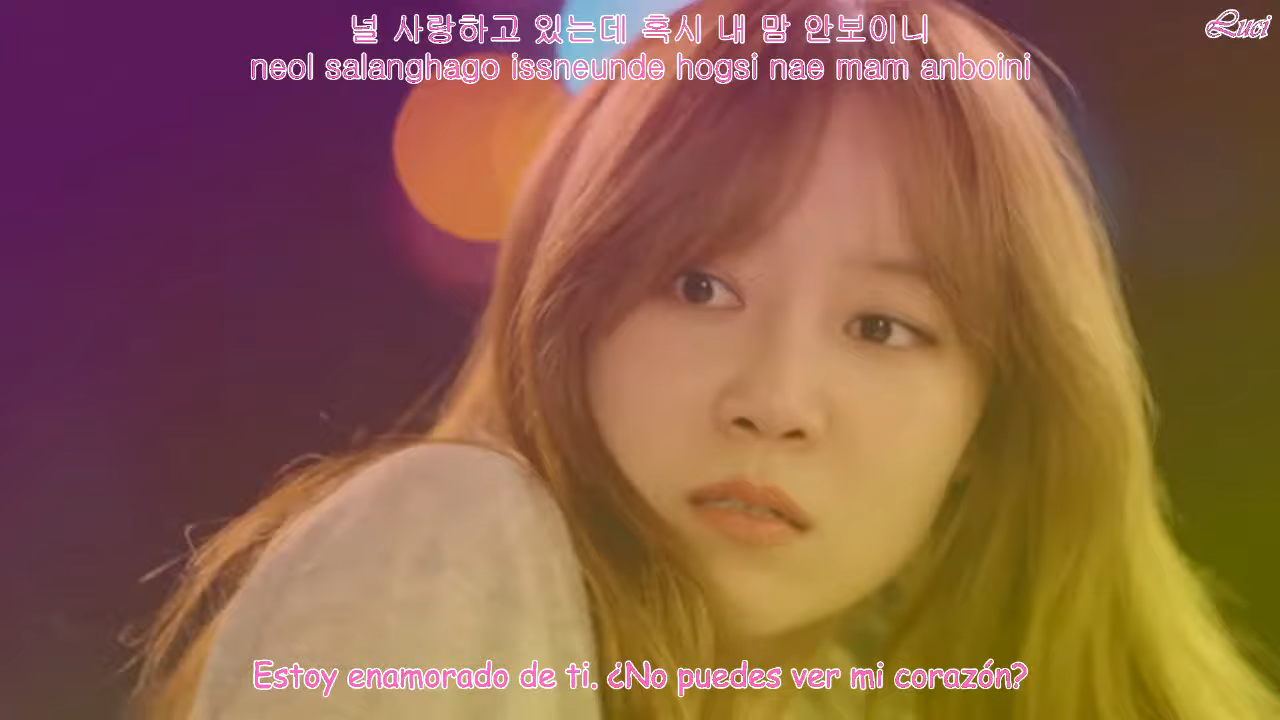 널 사랑하고 있는데 혹시 내 맘 안보이니
Luci
neol salanghago issneunde hogsi nae mam anboini
Estoy enamorado de ti. ¿No puedes ver mi corazón?